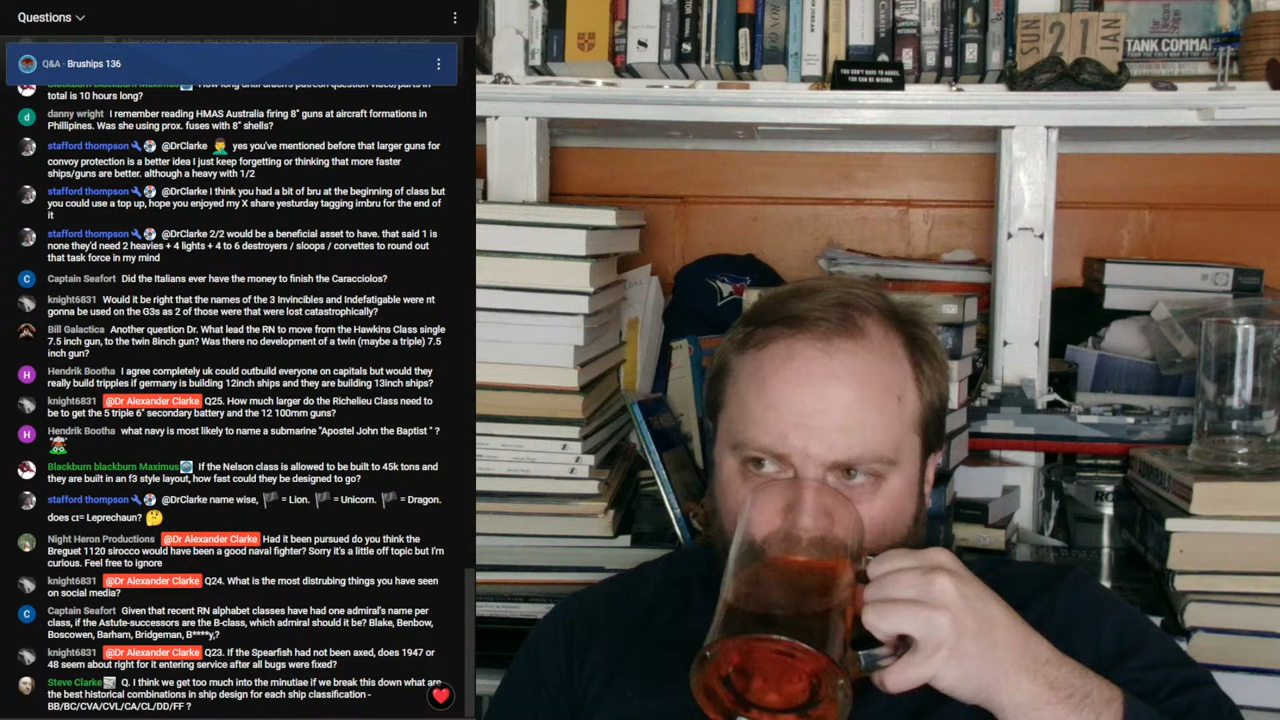 Questions
Q&A · Bruships 136
total is 10 hours long?
danny wright I remember reading HMAS Australia firing 8" guns at aircraft formations in
Phillipines. Was she using prox. fuses with 8" shells?
stafford thompson @DrClarke yes you've mentioned before that larger guns for
convoy protection is a better idea I just keep forgetting or thinking that more faster
ships/guns are better. although a heavy with 1/2
stafford thompson @DrClarke I think you had a bit of bru at the beginning of class but
you could use a top up, hope you enjoyed my X share yesturday tagging irnbru for the end of
it
stafford thompson @DrClarke 2/2 would be a beneficial asset to have. that said 1 is
none they'd need 2 heavies + 4 lights + 4 to 6 destroyers / sloops / corvettes to round out
that task force in my mind
Captain Seafort Did the Italians ever have the money to finish the Caracciolos?
knight6831 Would it be right that the names of the 3 Invincibles and Indefatigable were nt
gonna be used on the G3s as 2 of those were that were lost catastrophically?
Bill Galactica Another question Dr. What lead the RN to move from the Hawkins Class single
7.5 inch gun, to the twin 8inch gun? Was there no development of a twin (maybe a triple) 7.5
inch gun?
Hendrik Bootha I agree completely uk could outbuild everyone on capitals but would they
really build tripples if germany is building 12inch ships and they are building 13inch ships?
knight6831 @Dr Alexander Clarke Q25. How much larger do the Richelieu Class need to
be to get the 5 triple 6" secondary battery and the 12 100mm guns?
Hendrik Bootha what navy is most likely to name a submarine "Apostel John the Baptist " ?
Blackburn blackburn Maximus If the Nelson class is allowed to be built to 45k tons and
they are built in an f3 style layout, how fast could they be designed to go?
stafford thompson @DrClarke name wise, = Lion. = Unicorn. = Dragon.
does = Leprechaun?
Night Heron Productions @Dr Alexander Clarke Had it been pursued do you think the
Breguet 1120 sirocco would have been a good naval fighter? Sorry it's a little off topic but I'm
curious. Feel free to ignore
knight6831 @Dr Alexander Clarke Q24. What is the most distrubing things you have seen
on social media?
Captain Seafort Given that recent RN alphabet classes have had one admiral's name per
class, if the Astute-successors are the B-class, which admiral should it be? Blake, Benbow,
Boscowen, Barham, Bridgeman, B****y,?
knight6831 @Dr Alexander Clarke Q23. If the Spearfish had not been axed, does 1947 or
48 seem about right for it entering service after all bugs were fixed?
Steve Clarke Q. I think we get too much into the minutiae if we break this down what are
the best historical combinations in ship design for each ship classification -
BB/BC/CVA/CVL/CA/CL/DD/FF ?
SUN 21 JAN
TANK COMMA
YOU DON'T HAVE TO AGREE,
YOU CAN BE WRONG.